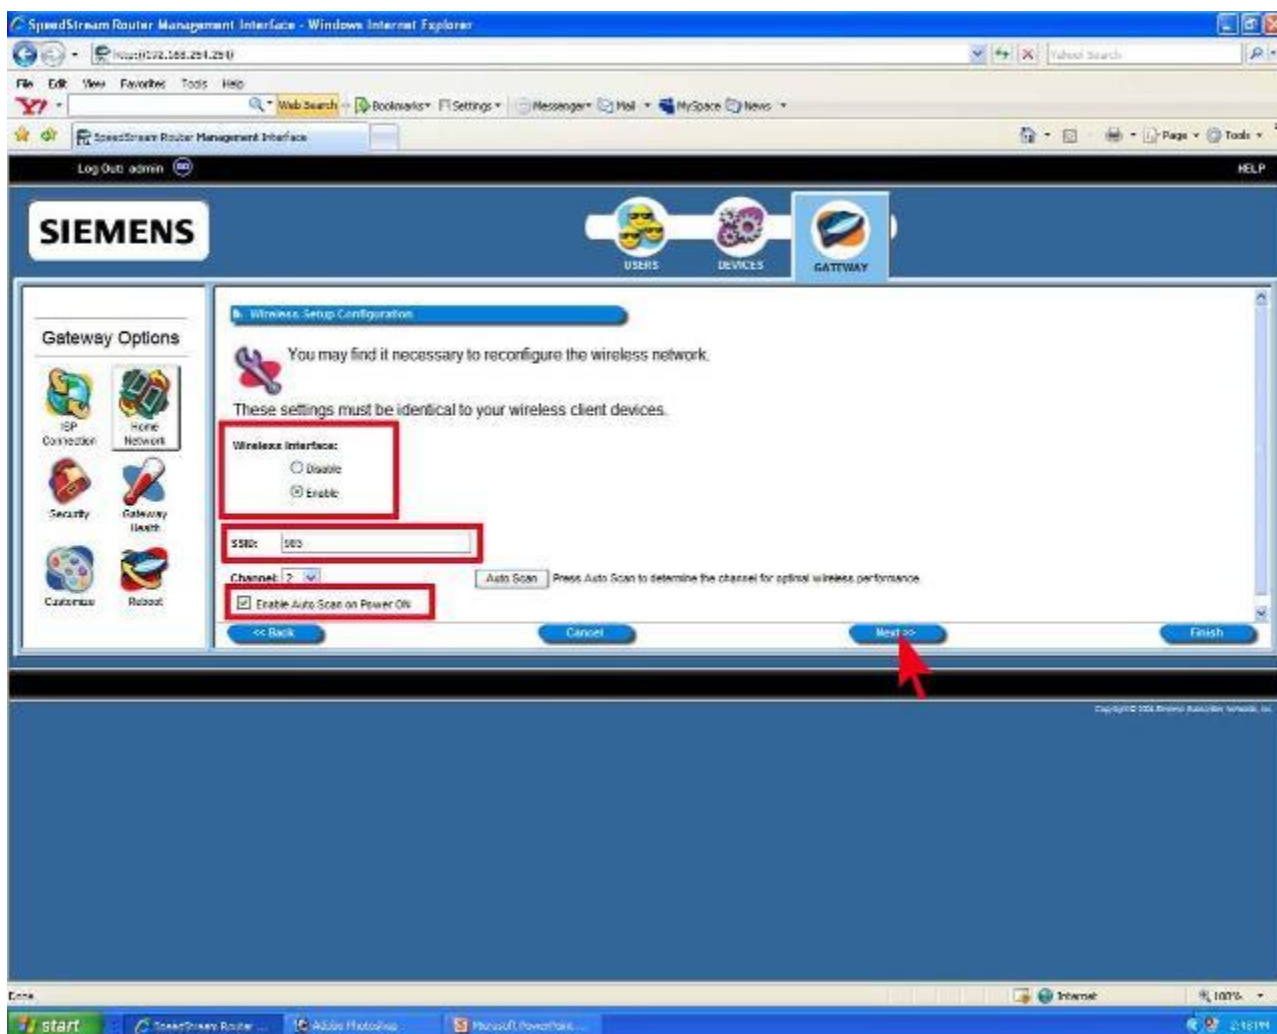 SpeedStream Router Management Interface - Windows Internet Explorer
Yahoo! Search
File Edit View Favorites Tools Help
Y! Web Search Bookmarks Settings Messenger Mail MySpace News
SpeedStream Router Management Interface
Page Tools
Log Out: admin
HELP
SIEMENS
USERS
DEVICES
GATEWAY
Gateway Options
ISP
Connection
Home
Network
Security
Gateway
Health
Customize
Reboot
Wireless Setup Configuration
You may find it necessary to reconfigure the wireless network.
These settings must be identical to your wireless client devices.
Wireless Interface:
Disable
Enable
SSID:
Channel: 2
Auto Scan Press Auto Scan to determine the channel for optimal wireless performance
Enable Auto Scan on Power ON
<< Back
Cancel
Next >>
Finish
Done
Internet
100%
start
SpeedStream Router ...
Adobe Photoshop
Microsoft PowerPoint ...